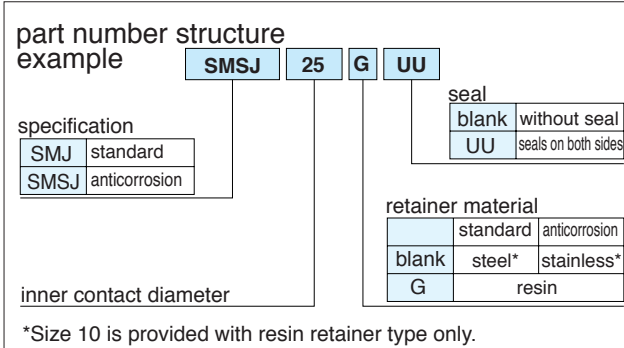 part number structure
example
SMSJ 25 G UU
seal
blank without seal
UU seals on both sides
specification
SMJ standard
SMSJ anticorrosion
retainer material
standard anticorrosion
blank steel* stainless*
G resin
inner contact diameter
*Size 10 is provided with resin retainer type only.